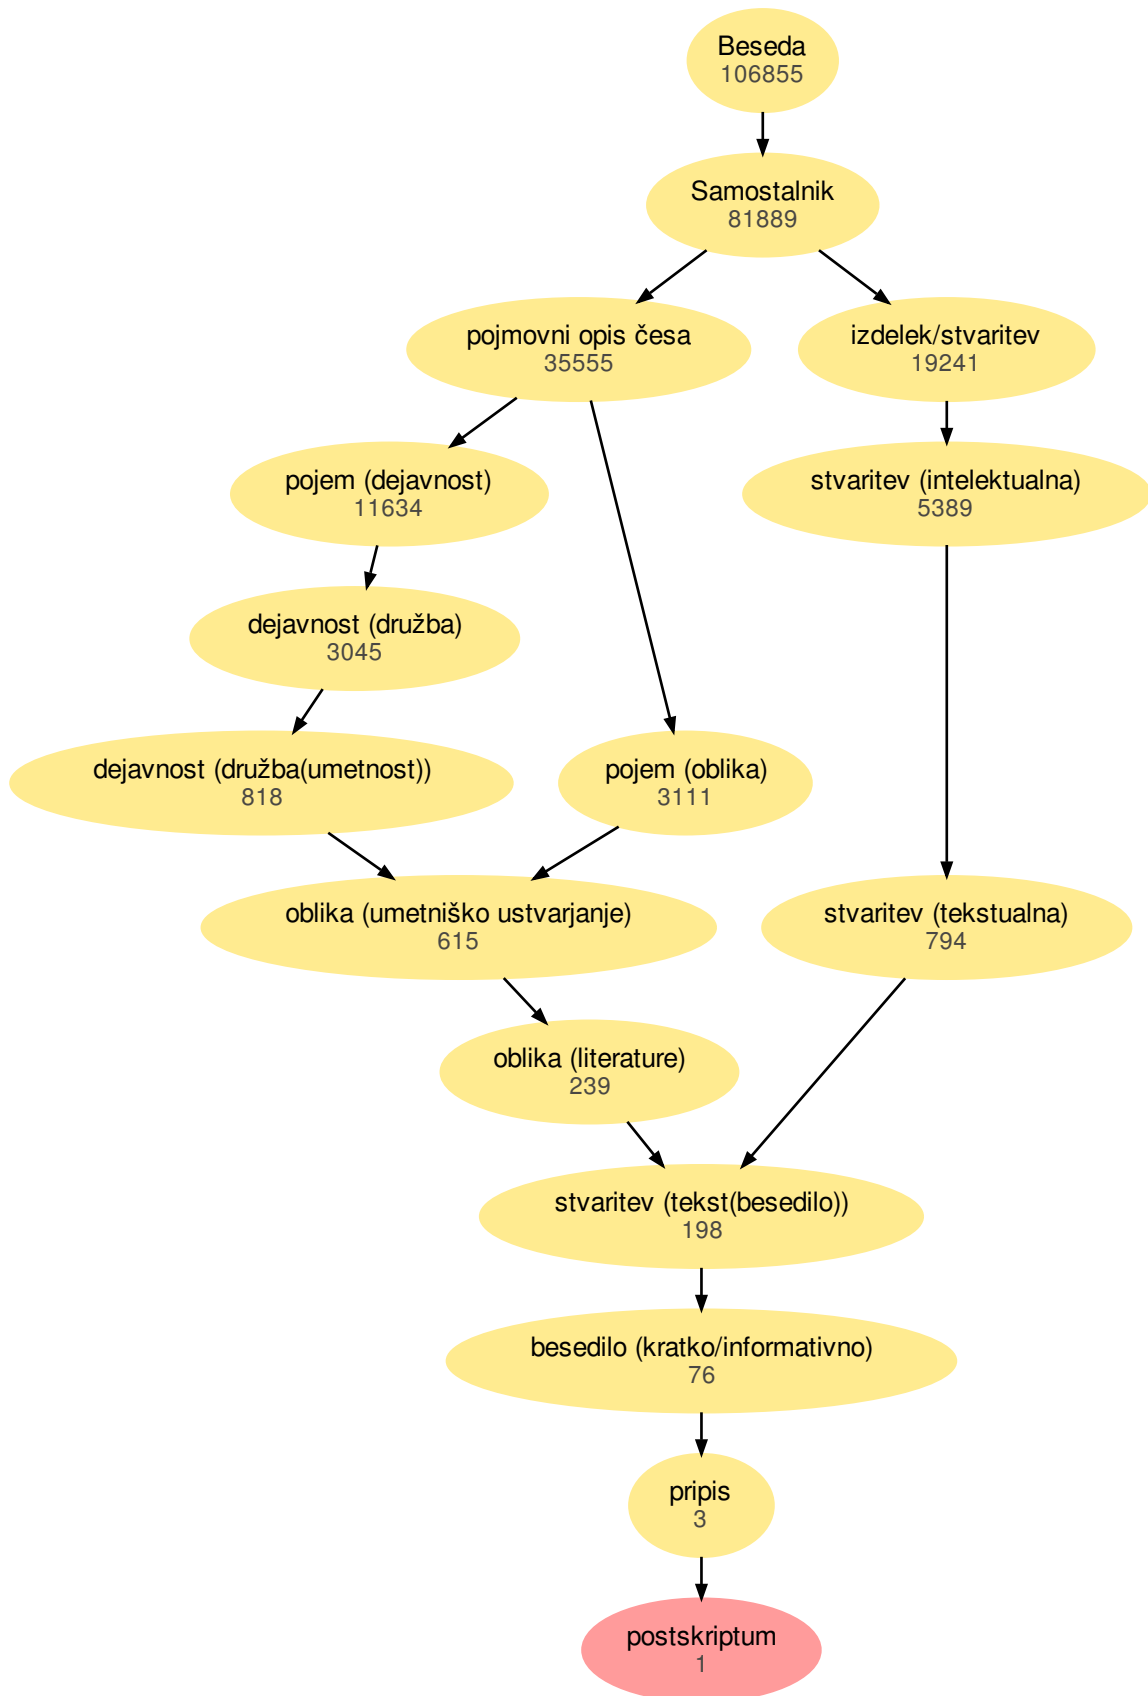 Beseda
106855
Samostalnik
81889
pojmovni opis česa
35555
izdelek/stvaritev
19241
pojem (dejavnost)
11634
stvaritev (intelektualna)
5389
dejavnost (družba)
3045
dejavnost (družba(umetnost))
818
pojem (oblika)
3111
oblika (umetniško ustvarjanje)
615
stvaritev (tekstualna)
794
oblika (literature)
239
stvaritev (tekst(besedilo))
198
besedilo (kratko/informativno)
76
pripis
3
postskriptum
1